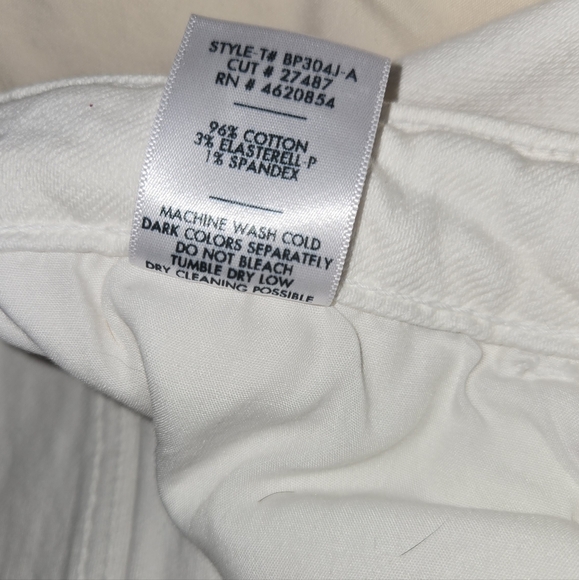 STYLE-T# BP304J-A
CUT # 27487
RN # 4620854
96% COTTON
3% ELASTERELL-P
1% SPANDEX
MACHINE WASH COLD
DARK COLORS SEPARATELY
DO NOT BLEACH
TUMBLE DRY LOW
DRY CLEANING POSSIBLE